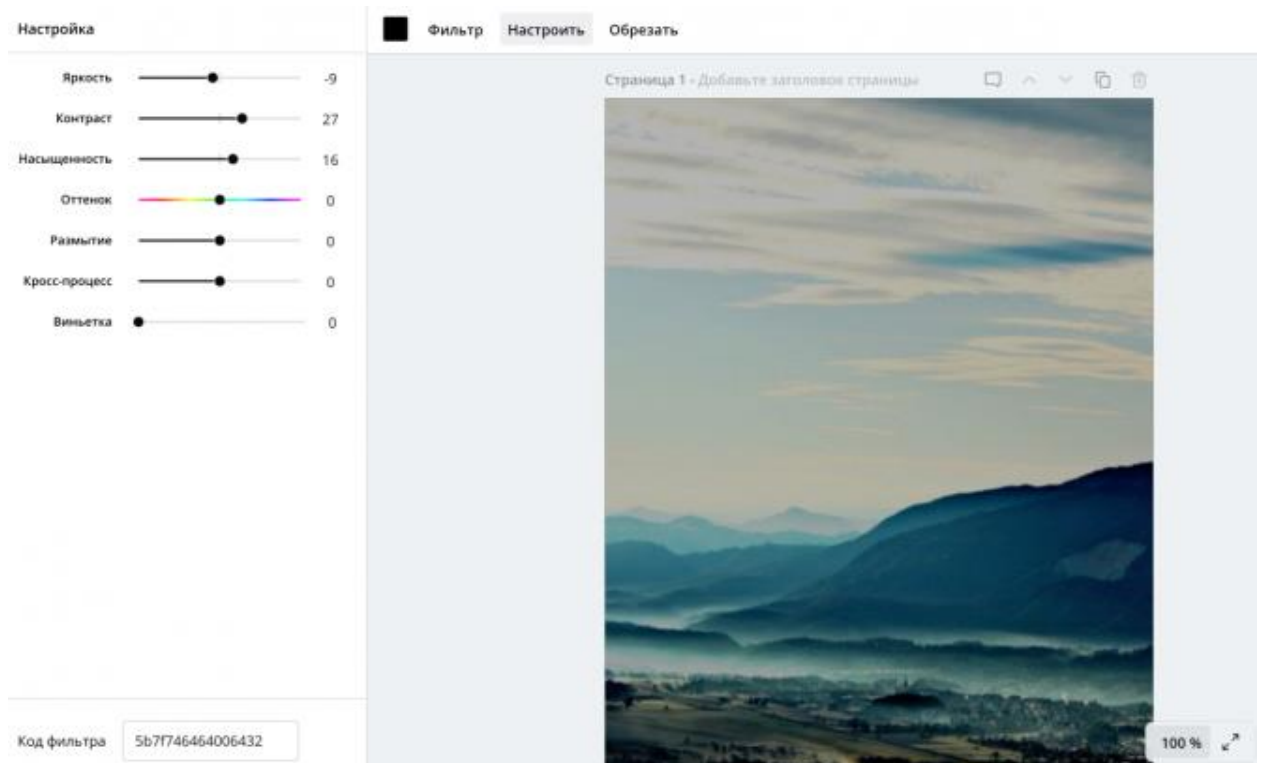 Настройка
Фильтр Настроить Обрезать
Яркость -9
Контраст 27
Насыщенность 16
Оттенок 0
Размытие 0
Кросс-процесс 0
Виньетка 0
Страница 1 - Добавьте заголовок страницы
Код фильтра 5b7f746464006432
100 %